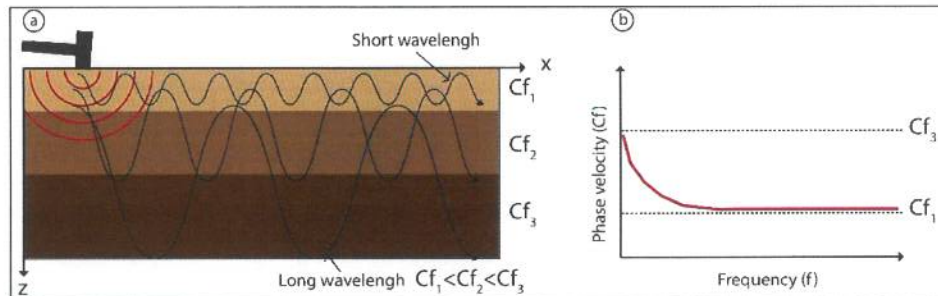 a
Short wavelengh
x
Cf1
Cf2
Cf3
Long wavelengh Cf1<Cf2<Cf3
z
b
Phase velocity (Cf)
Cf3
Cf1
Frequency (f)